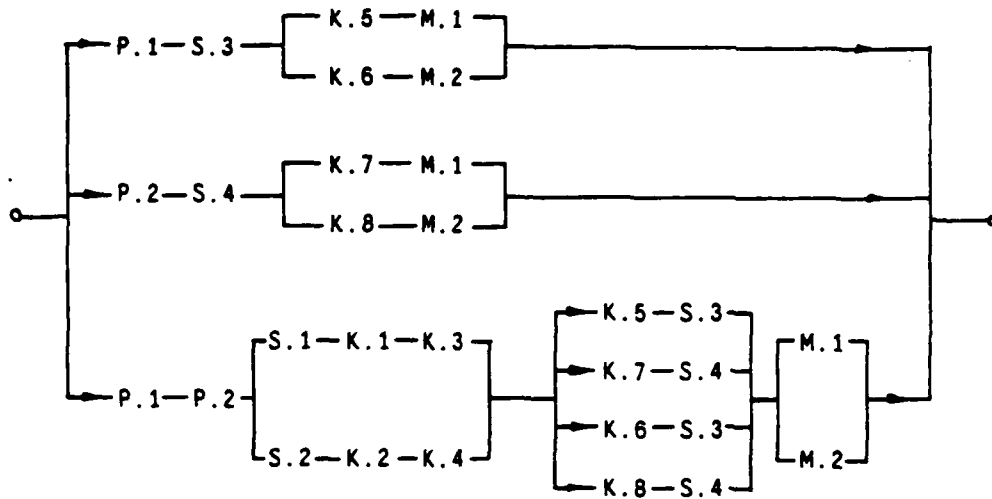 K.5 M.1
P.1 S.3
K.6 M.2
K.7 M.1
P.2 S.4
K.8 M.2
K.5 S.3
S.1 K.1 K.3 M.1
K.7 S.4
P.1 P.2
K.6 S.3
S.2 K.2 K.4 M.2
K.8 S.4